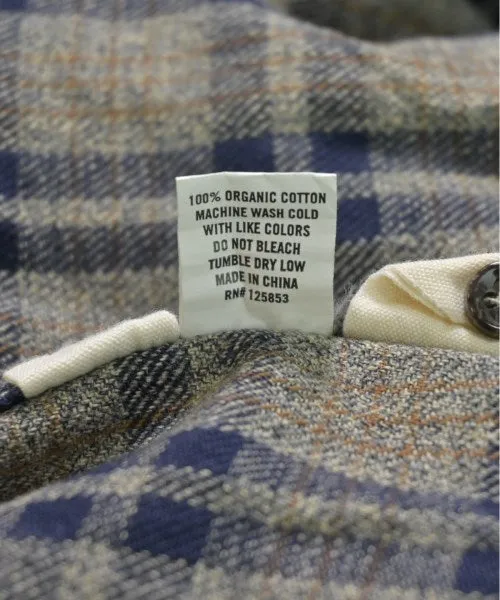 100% ORGANIC COTTON
MACHINE WASH COLD
WITH LIKE COLORS
DO NOT BLEACH
TUMBLE DRY LOW
MADE IN CHINA
RN# 125853